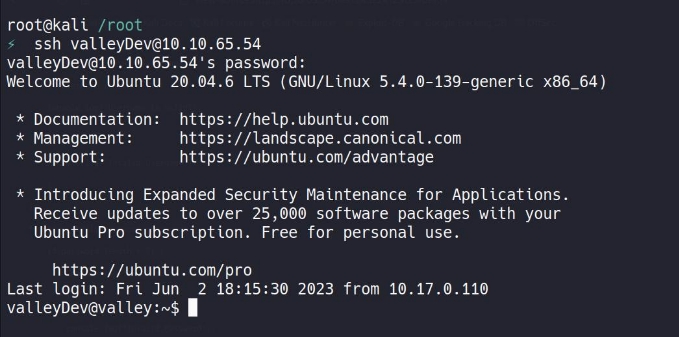 root@kali /root
⚡ ssh valleyDev@10.10.65.54
valleyDev@10.10.65.54's password:
Welcome to Ubuntu 20.04.6 LTS (GNU/Linux 5.4.0-139-generic x86_64)
* Documentation:  https://help.ubuntu.com
* Management:     https://landscape.canonical.com
* Support:        https://ubuntu.com/advantage
* Introducing Expanded Security Maintenance for Applications.
Receive updates to over 25,000 software packages with your
Ubuntu Pro subscription. Free for personal use.
https://ubuntu.com/pro
Last login: Fri Jun  2 18:15:30 2023 from 10.17.0.110
valleyDev@valley:~$